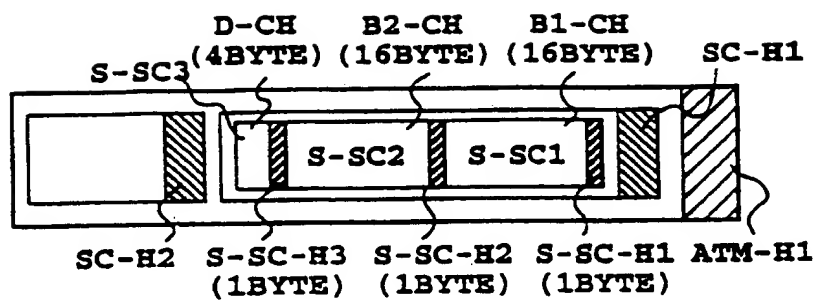 D-CH B2-CH B1-CH
(4BYTE) (16BYTE) (16BYTE) SC-H1
S-SC3
S-SC2 S-SC1
SC-H2 S-SC-H3 S-SC-H2 S-SC-H1 ATM-H1
(1BYTE) (1BYTE) (1BYTE)